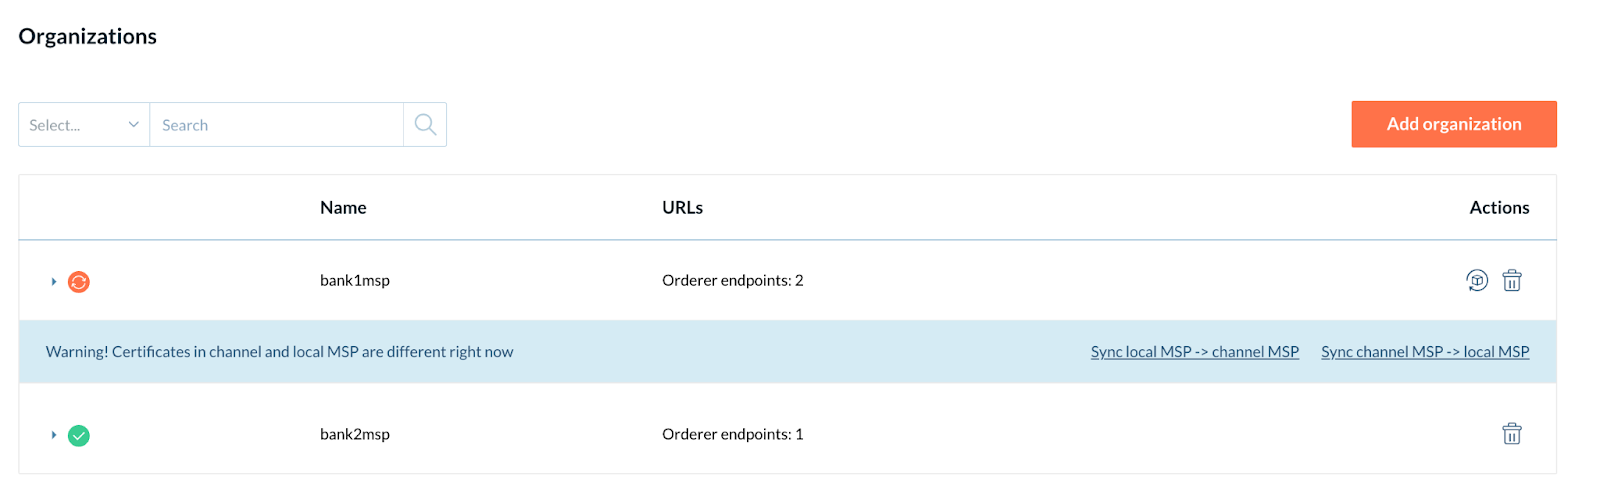 Organizations
Select... Search Add organization
Name URLs Actions
bank1msp Orderer endpoints: 2
Warning! Certificates in channel and local MSP are different right now Sync local MSP -> channel MSP Sync channel MSP -> local MSP
bank2msp Orderer endpoints: 1